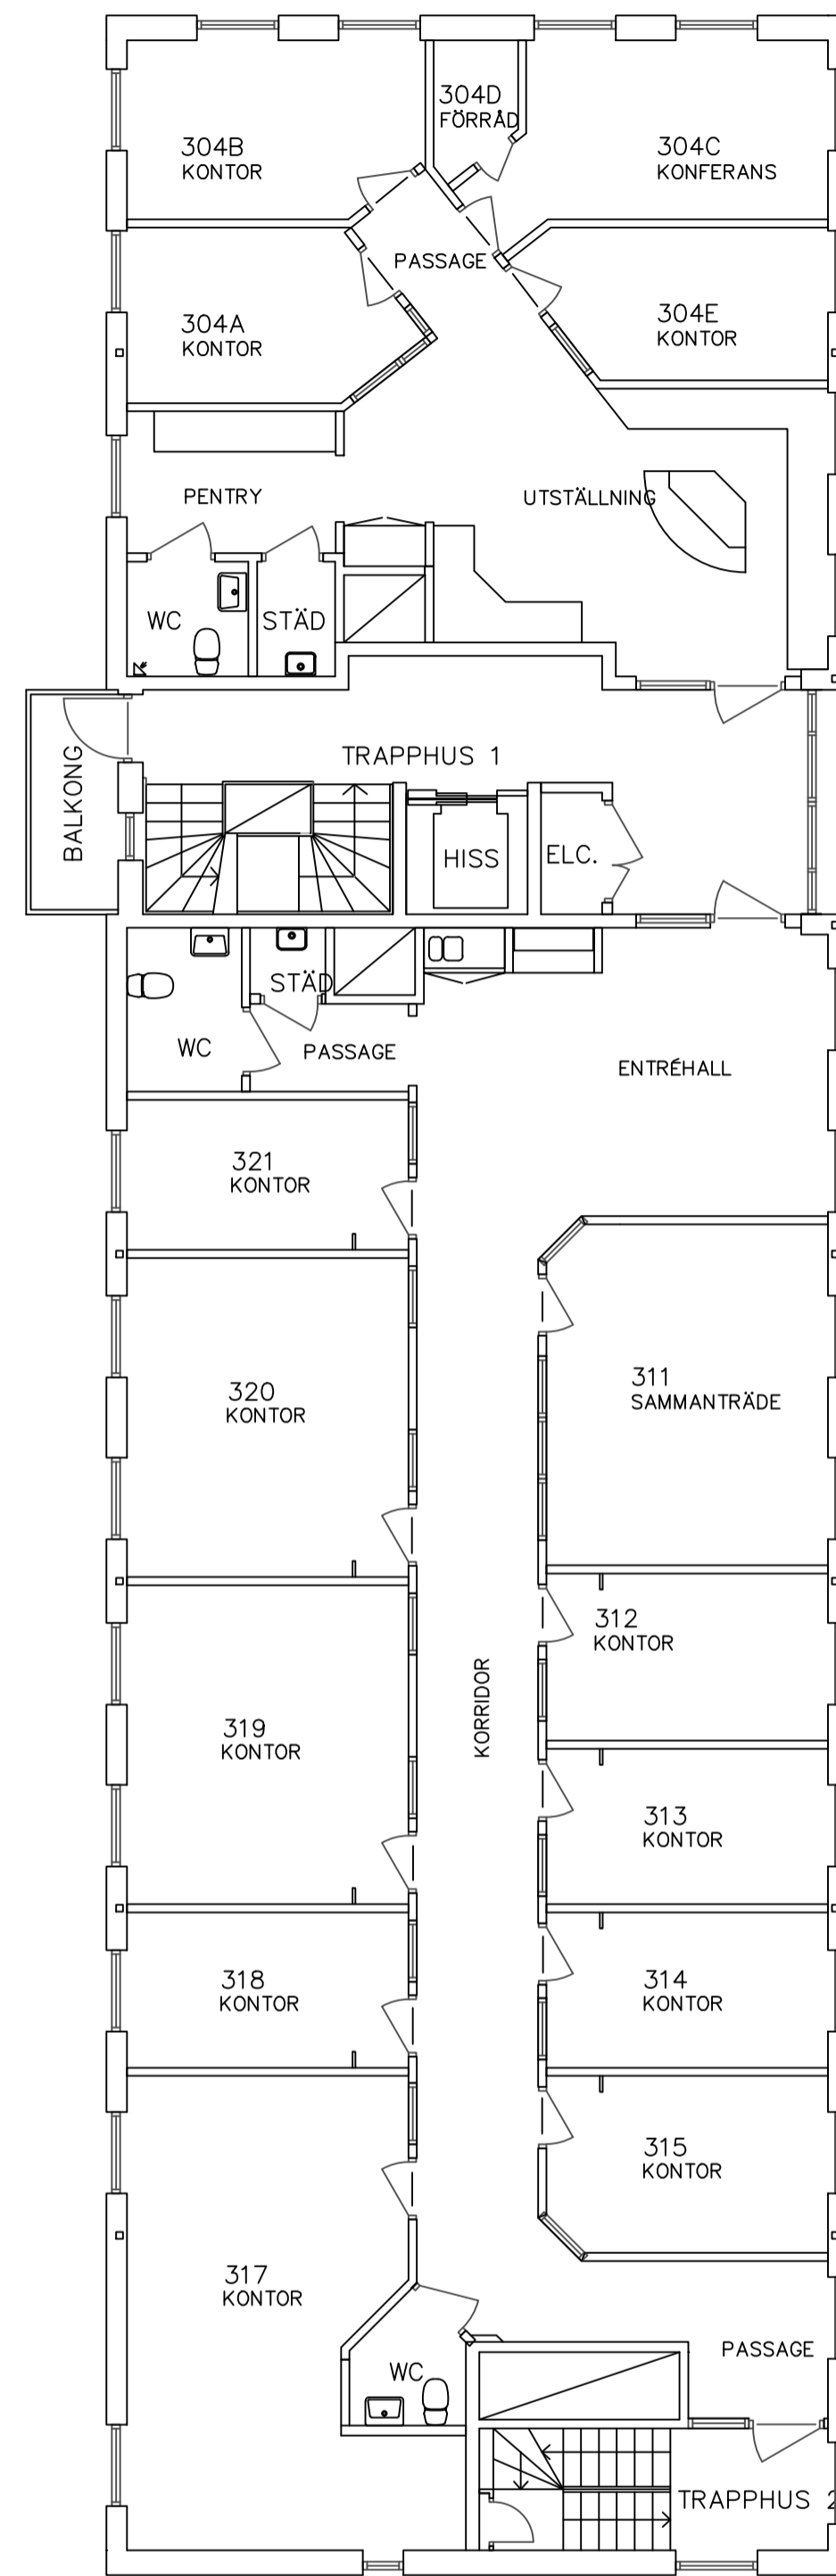 304D
FÖRRÅD
304B
KONTOR
304C
KONFERANS
PASSAGE
304A
KONTOR
304E
KONTOR
PENTRY
UTSTÄLLNING
WC
STÄD
TRAPPHUS 1
BALKONG
HISS
ELC.
STÄD
WC
PASSAGE
ENTRÉHALL
321
KONTOR
320
KONTOR
311
SAMMANTRÄDE
312
KONTOR
KORRIDOR
319
KONTOR
313
KONTOR
318
KONTOR
314
KONTOR
315
KONTOR
317
KONTOR
PASSAGE
WC
TRAPPHUS 2